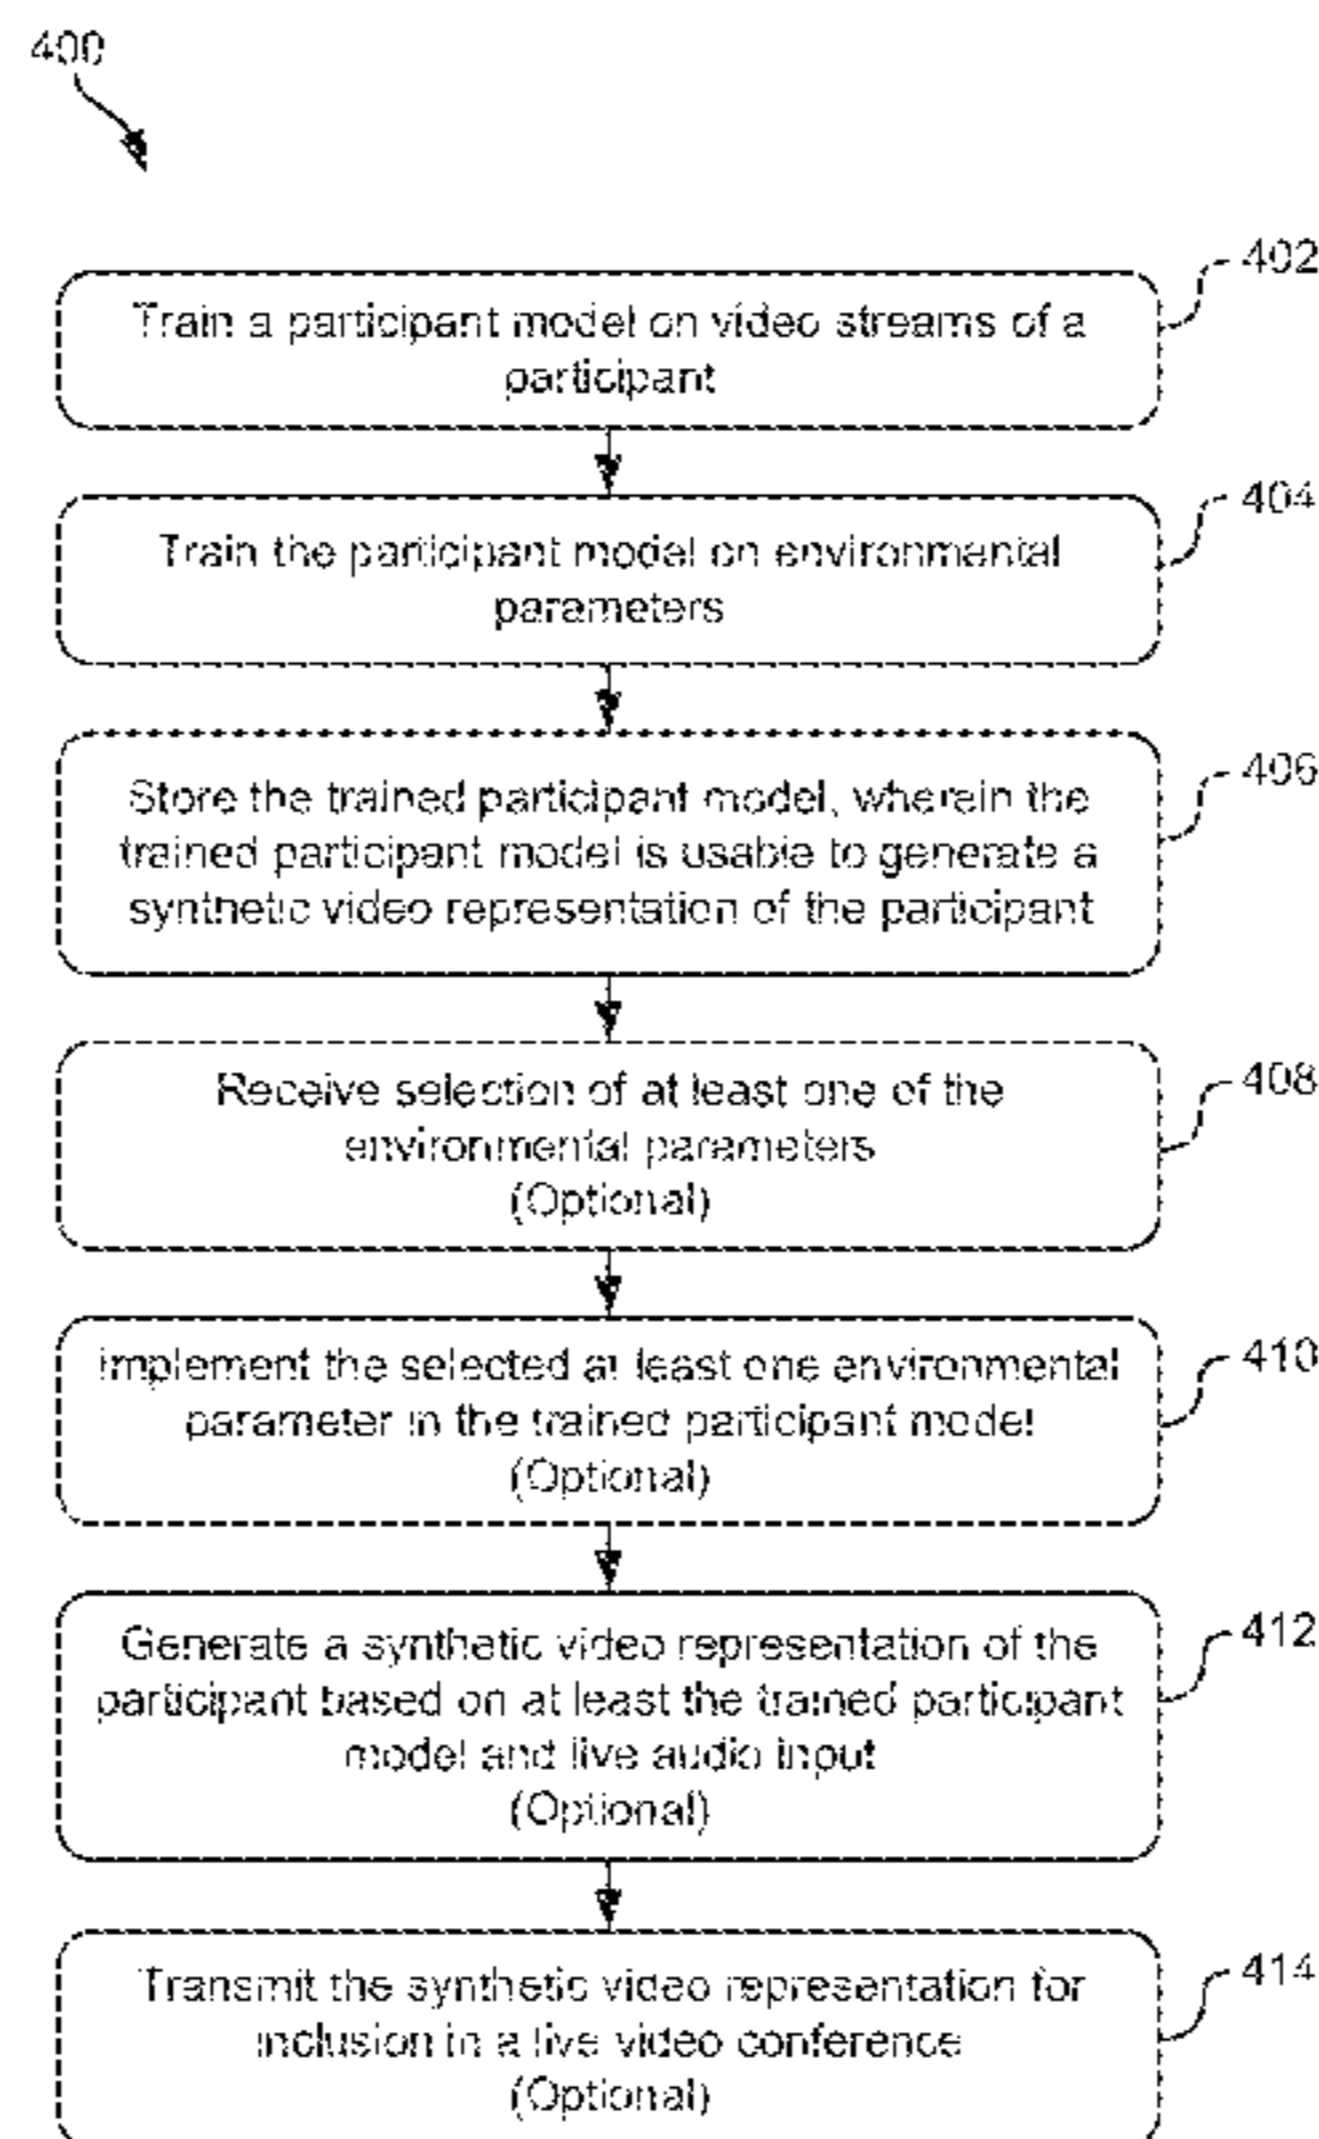 400
402
Train a participant model on video streams of a
participant
404
Train the participant model on environmental
parameters
406
Store the trained participant model, wherein the
trained participant model is usable to generate a
synthetic video representation of the participant
408
Receive selection of at least one of the
environmental parameters
(Optional)
410
Implement the selected at least one environmental
parameter in the trained participant model
(Optional)
412
Generate a synthetic video representation of the
participant based on at least the trained participant
model and live audio input
(Optional)
414
Transmit the synthetic video representation for
inclusion in a live video conference
(Optional)